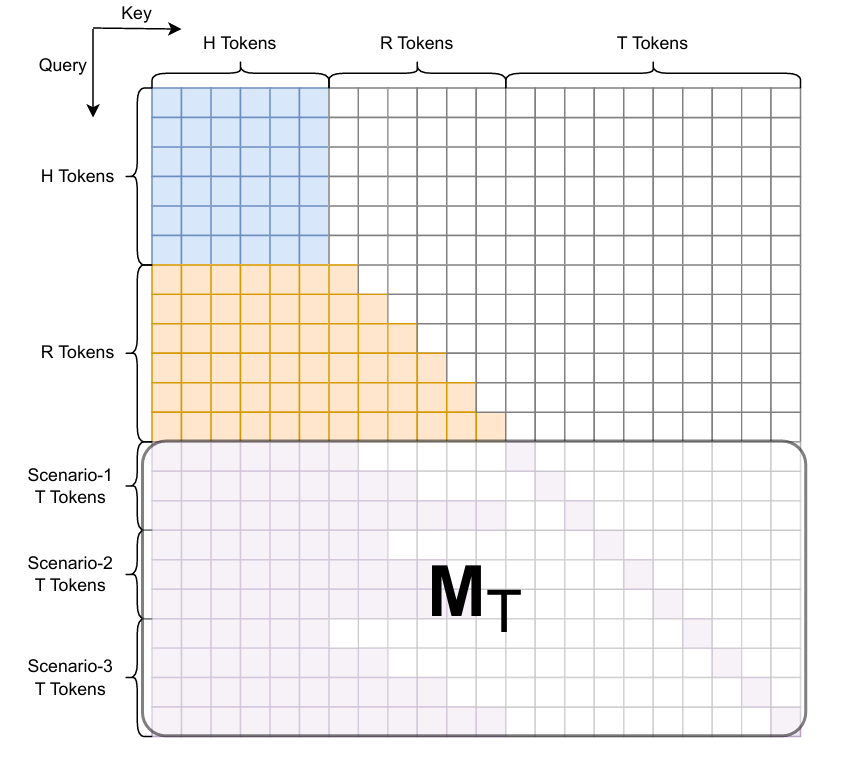 Key
Query
H Tokens
R Tokens
T Tokens
H Tokens
R Tokens
Scenario-1
T Tokens
Scenario-2
T Tokens
Scenario-3
T Tokens
MT